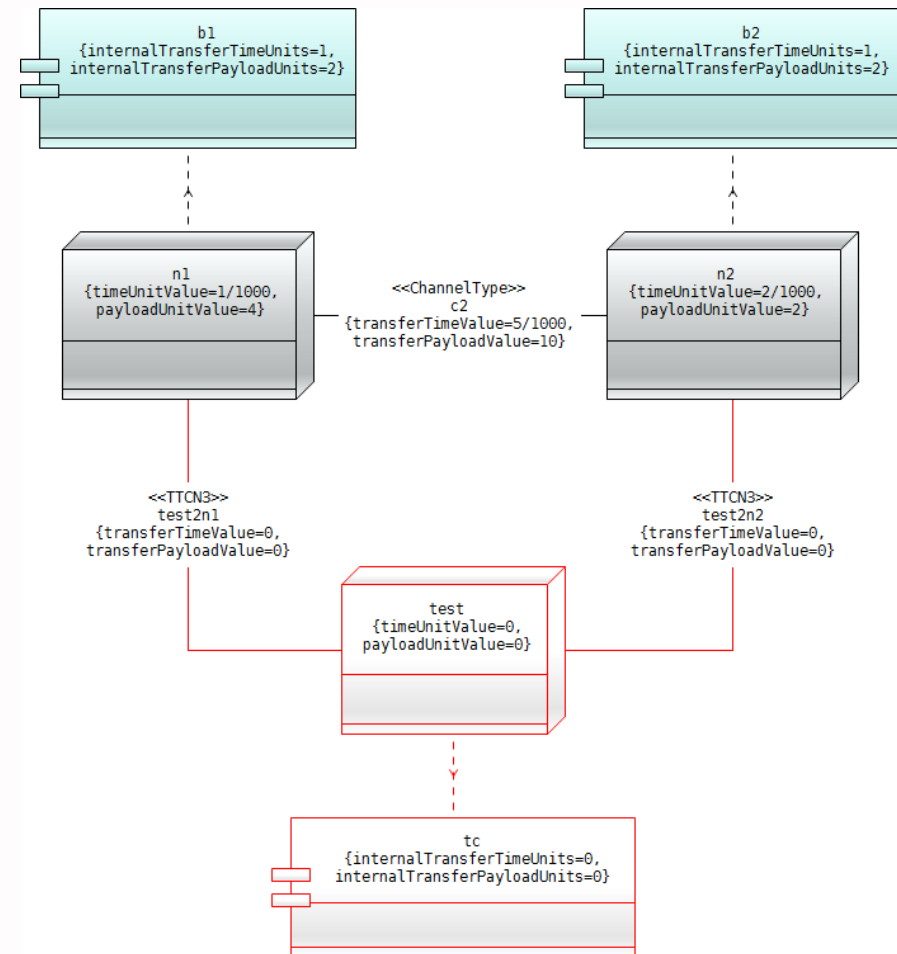 b1
{internalTransferTimeUnits=1,
internalTransferPayloadUnits=2}
b2
{internalTransferTimeUnits=1,
internalTransferPayloadUnits=2}
n1
{timeUnitValue=1/1000,
payloadUnitValue=4}
<<ChannelType>>
c2
{transferTimeValue=5/1000,
transferPayloadValue=10}
n2
{timeUnitValue=2/1000,
payloadUnitValue=2}
<<TTCN3>>
test2n1
{transferTimeValue=0,
transferPayloadValue=0}
<<TTCN3>>
test2n2
{transferTimeValue=0,
transferPayloadValue=0}
test
{timeUnitValue=0,
payloadUnitValue=0}
tc
{internalTransferTimeUnits=0,
internalTransferPayloadUnits=0}